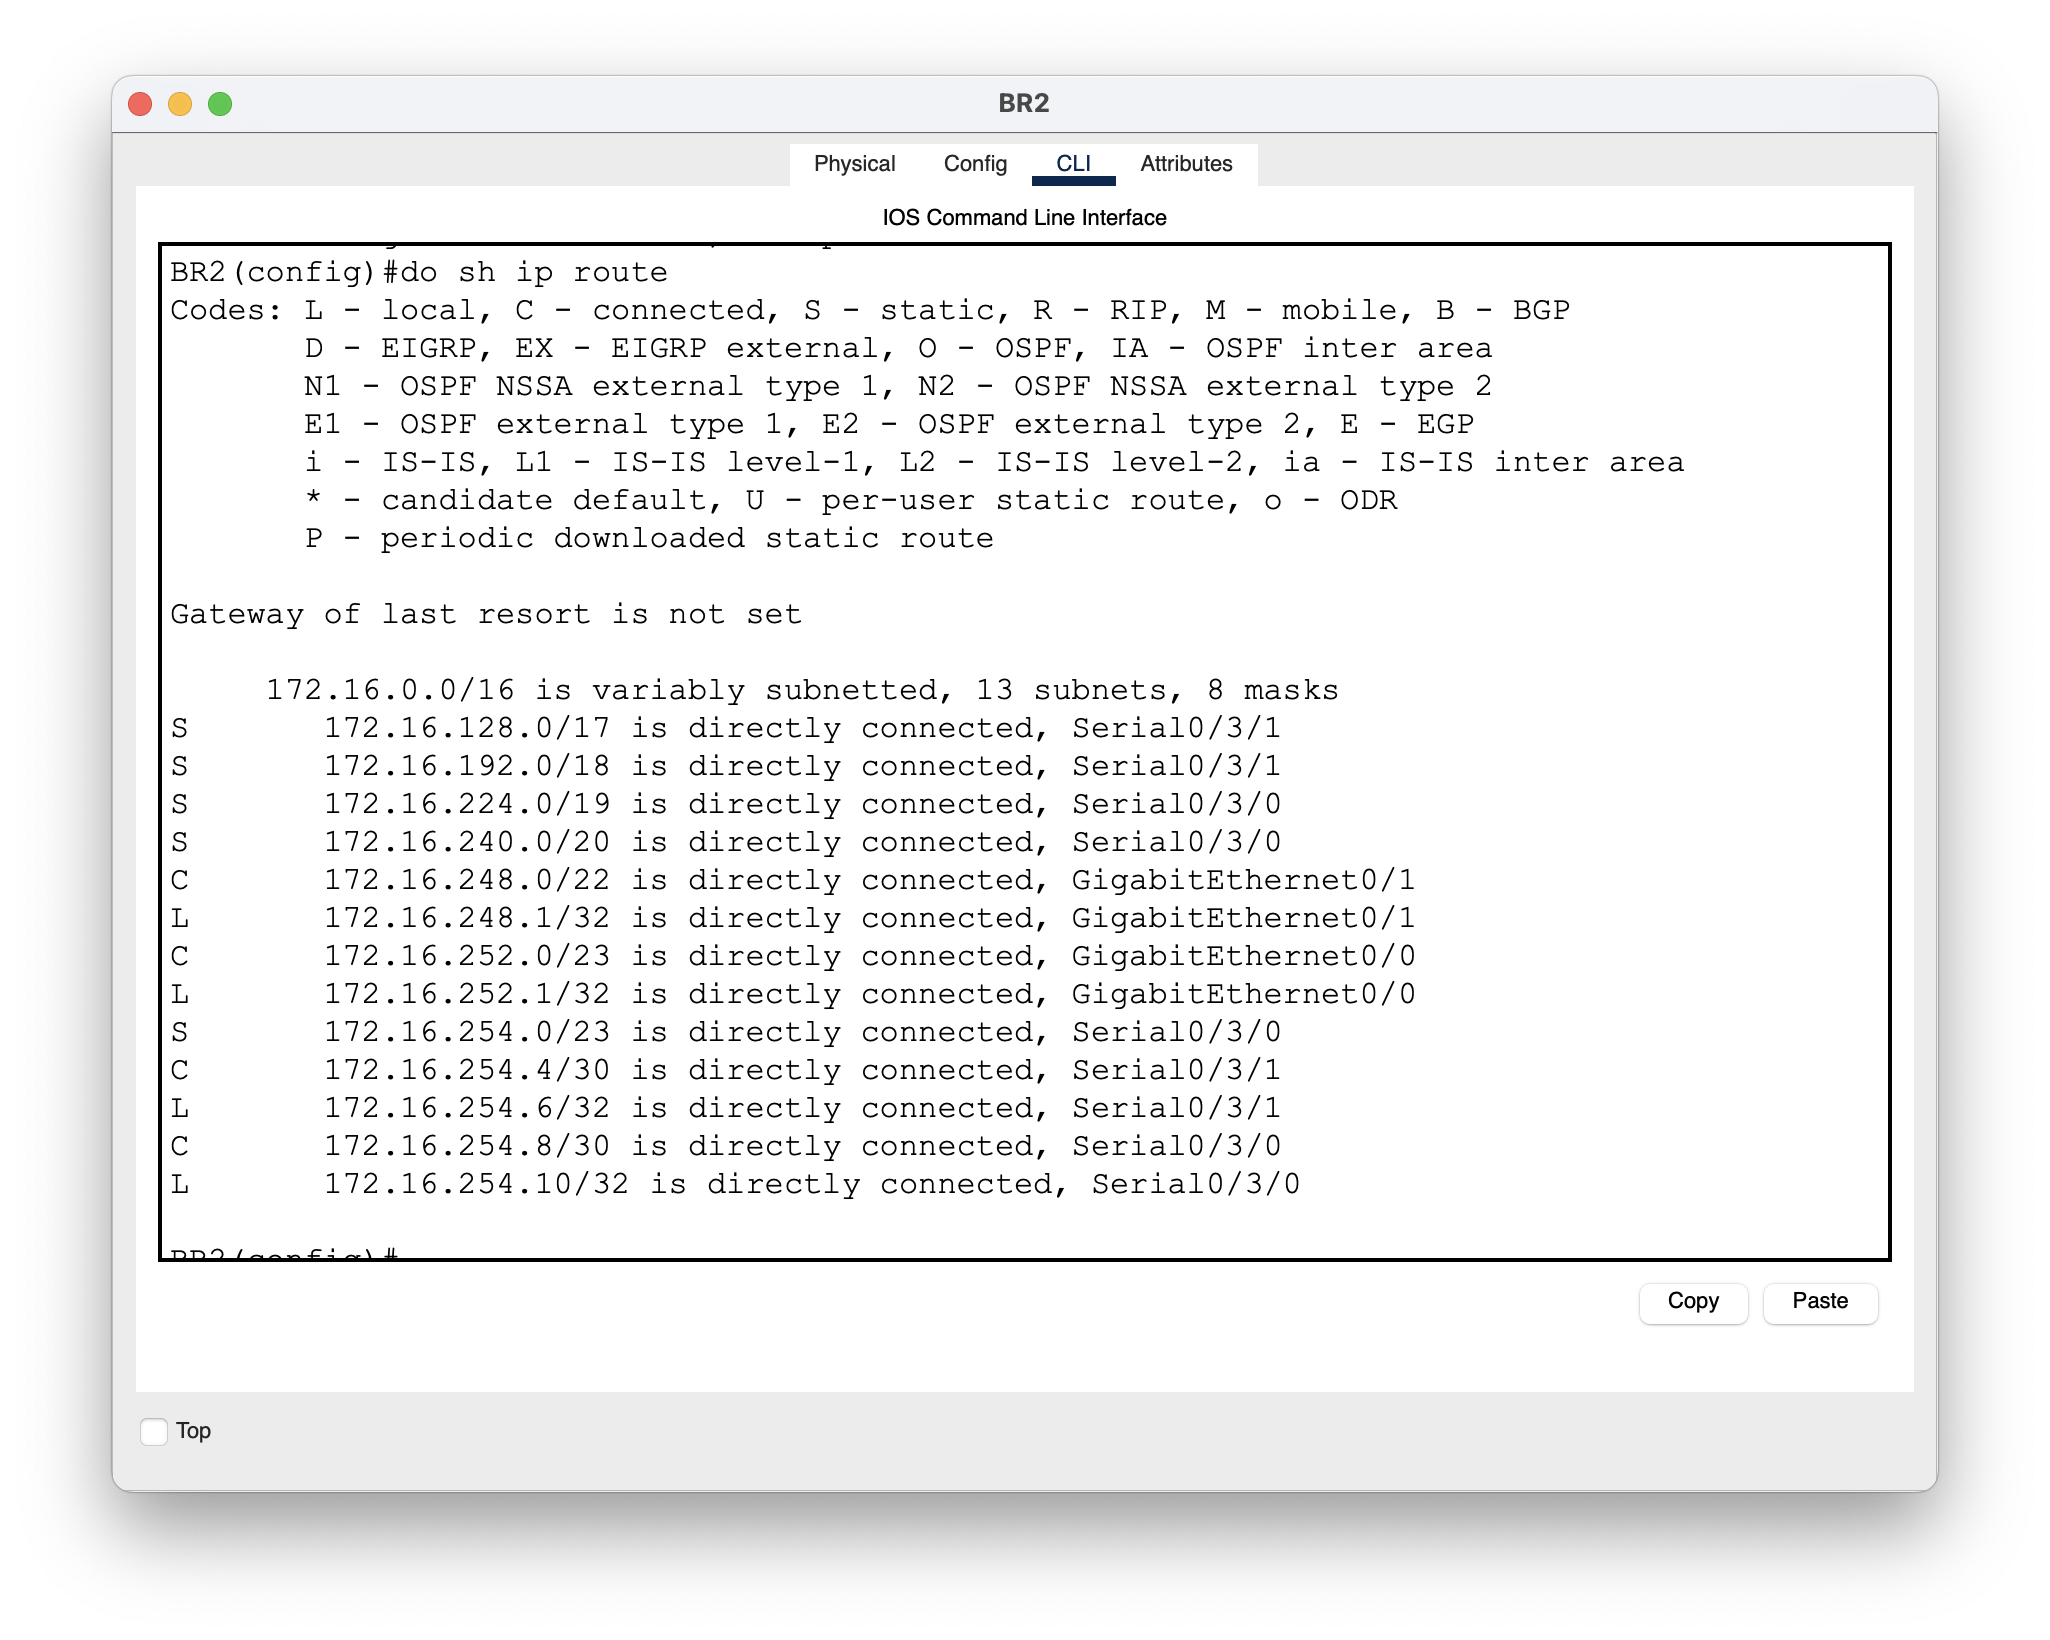 BR2
Physical Config CLI Attributes
IOS Command Line Interface
BR2(config)#do sh ip route
Codes: L - local, C - connected, S - static, R - RIP, M - mobile, B - BGP
       D - EIGRP, EX - EIGRP external, O - OSPF, IA - OSPF inter area
       N1 - OSPF NSSA external type 1, N2 - OSPF NSSA external type 2
       E1 - OSPF external type 1, E2 - OSPF external type 2, E - EGP
       i - IS-IS, L1 - IS-IS level-1, L2 - IS-IS level-2, ia - IS-IS inter area
       * - candidate default, U - per-user static route, o - ODR
       P - periodic downloaded static route
Gateway of last resort is not set
     172.16.0.0/16 is variably subnetted, 13 subnets, 8 masks
S       172.16.128.0/17 is directly connected, Serial0/3/1
S       172.16.192.0/18 is directly connected, Serial0/3/1
S       172.16.224.0/19 is directly connected, Serial0/3/0
S       172.16.240.0/20 is directly connected, Serial0/3/0
C       172.16.248.0/22 is directly connected, GigabitEthernet0/1
L       172.16.248.1/32 is directly connected, GigabitEthernet0/1
C       172.16.252.0/23 is directly connected, GigabitEthernet0/0
L       172.16.252.1/32 is directly connected, GigabitEthernet0/0
S       172.16.254.0/23 is directly connected, Serial0/3/0
C       172.16.254.4/30 is directly connected, Serial0/3/1
L       172.16.254.6/32 is directly connected, Serial0/3/1
C       172.16.254.8/30 is directly connected, Serial0/3/0
L       172.16.254.10/32 is directly connected, Serial0/3/0
BR2(config)#
Copy Paste
Top